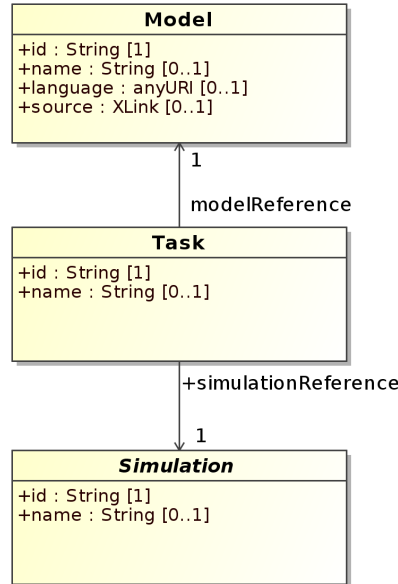 Model
+id : String [1]
+name : String [0..1]
+language : anyURI [0..1]
+source : XLink [0..1]
1
modelReference
Task
+id : String [1]
+name : String [0..1]
+simulationReference
1
Simulation
+id : String [1]
+name : String [0..1]